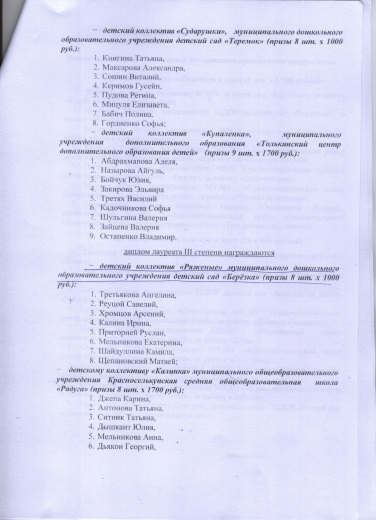 – детский коллектив «Сударушки», муниципального дошкольного
образовательного учреждения детский сад «Теремок» (призы 8 шт. х 1000
руб.):
1. Конгина Татьяна,
2. Макcарова Александра,
3. Сошин Виталий,
4. Керимов Гусейн,
5. Пудова Регина,
6. Мицуля Елизавета,
7. Бабич Полина,
8. Гордиенко Софья;
– детский коллектив «Купаленка», муниципального
учреждения дополнительного образования «Толькинский центр
дополнительного образования детей» (призы 9 шт. х 1700 руб.):
1. Абдрахманова Аделя,
2. Назырова Айгуль,
3. Бойчук Юлия,
4. Закирова Эльвира
5. Третях Василий
6. Кадочникова Софья
7. Шульгина Валерия
8. Зайцева Валерия
9. Остапенко Владимир.
диплом лауреата III степени награждаются
– детский коллектив «Ряженые» муниципального дошкольного
образовательного учреждения детский сад «Берёзка» (призы 8 шт. х 1700
руб.):
1. Третьякова Ангелина,
2. Реуцой Савелий,
3. Хромцов Арсений,
4. Калина Ирина,
5. Приторней Руслан,
6. Мельникова Екатерина,
7. Шайдуллина Камила,
8. Щепановский Матвей;
– детскому коллективу «Калинка» муниципального общеобразовательного
учреждения Красноселькупская средняя общеобразовательная школа
«Радуга» (призы 8 шт. х 1700 руб.):
1. Джепа Карина,
2. Антонова Татьяна,
3. Ситник Татьяна,
4. Дышкант Юлия,
5. Мельникова Анна,
6. Дьякон Георгий,